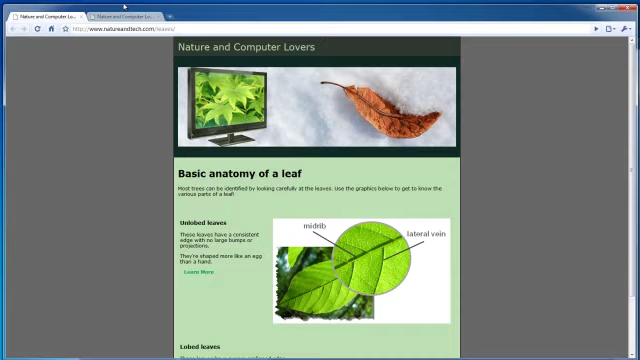 Nature and Computer Lo...
Nature and Computer Lov...
http://www.natureandtech.com/leaves/
Nature and Computer Lovers
Basic anatomy of a leaf
Most trees can be identified by looking carefully at the leaves. Use the graphics below to get to know the
various parts of a leaf!
Unlobed leaves
These leaves have a consistent
edge with no large bumps or
projections.
They're shaped more like an egg
than a hand.
Learn More
midrib
lateral vein
Lobed leaves